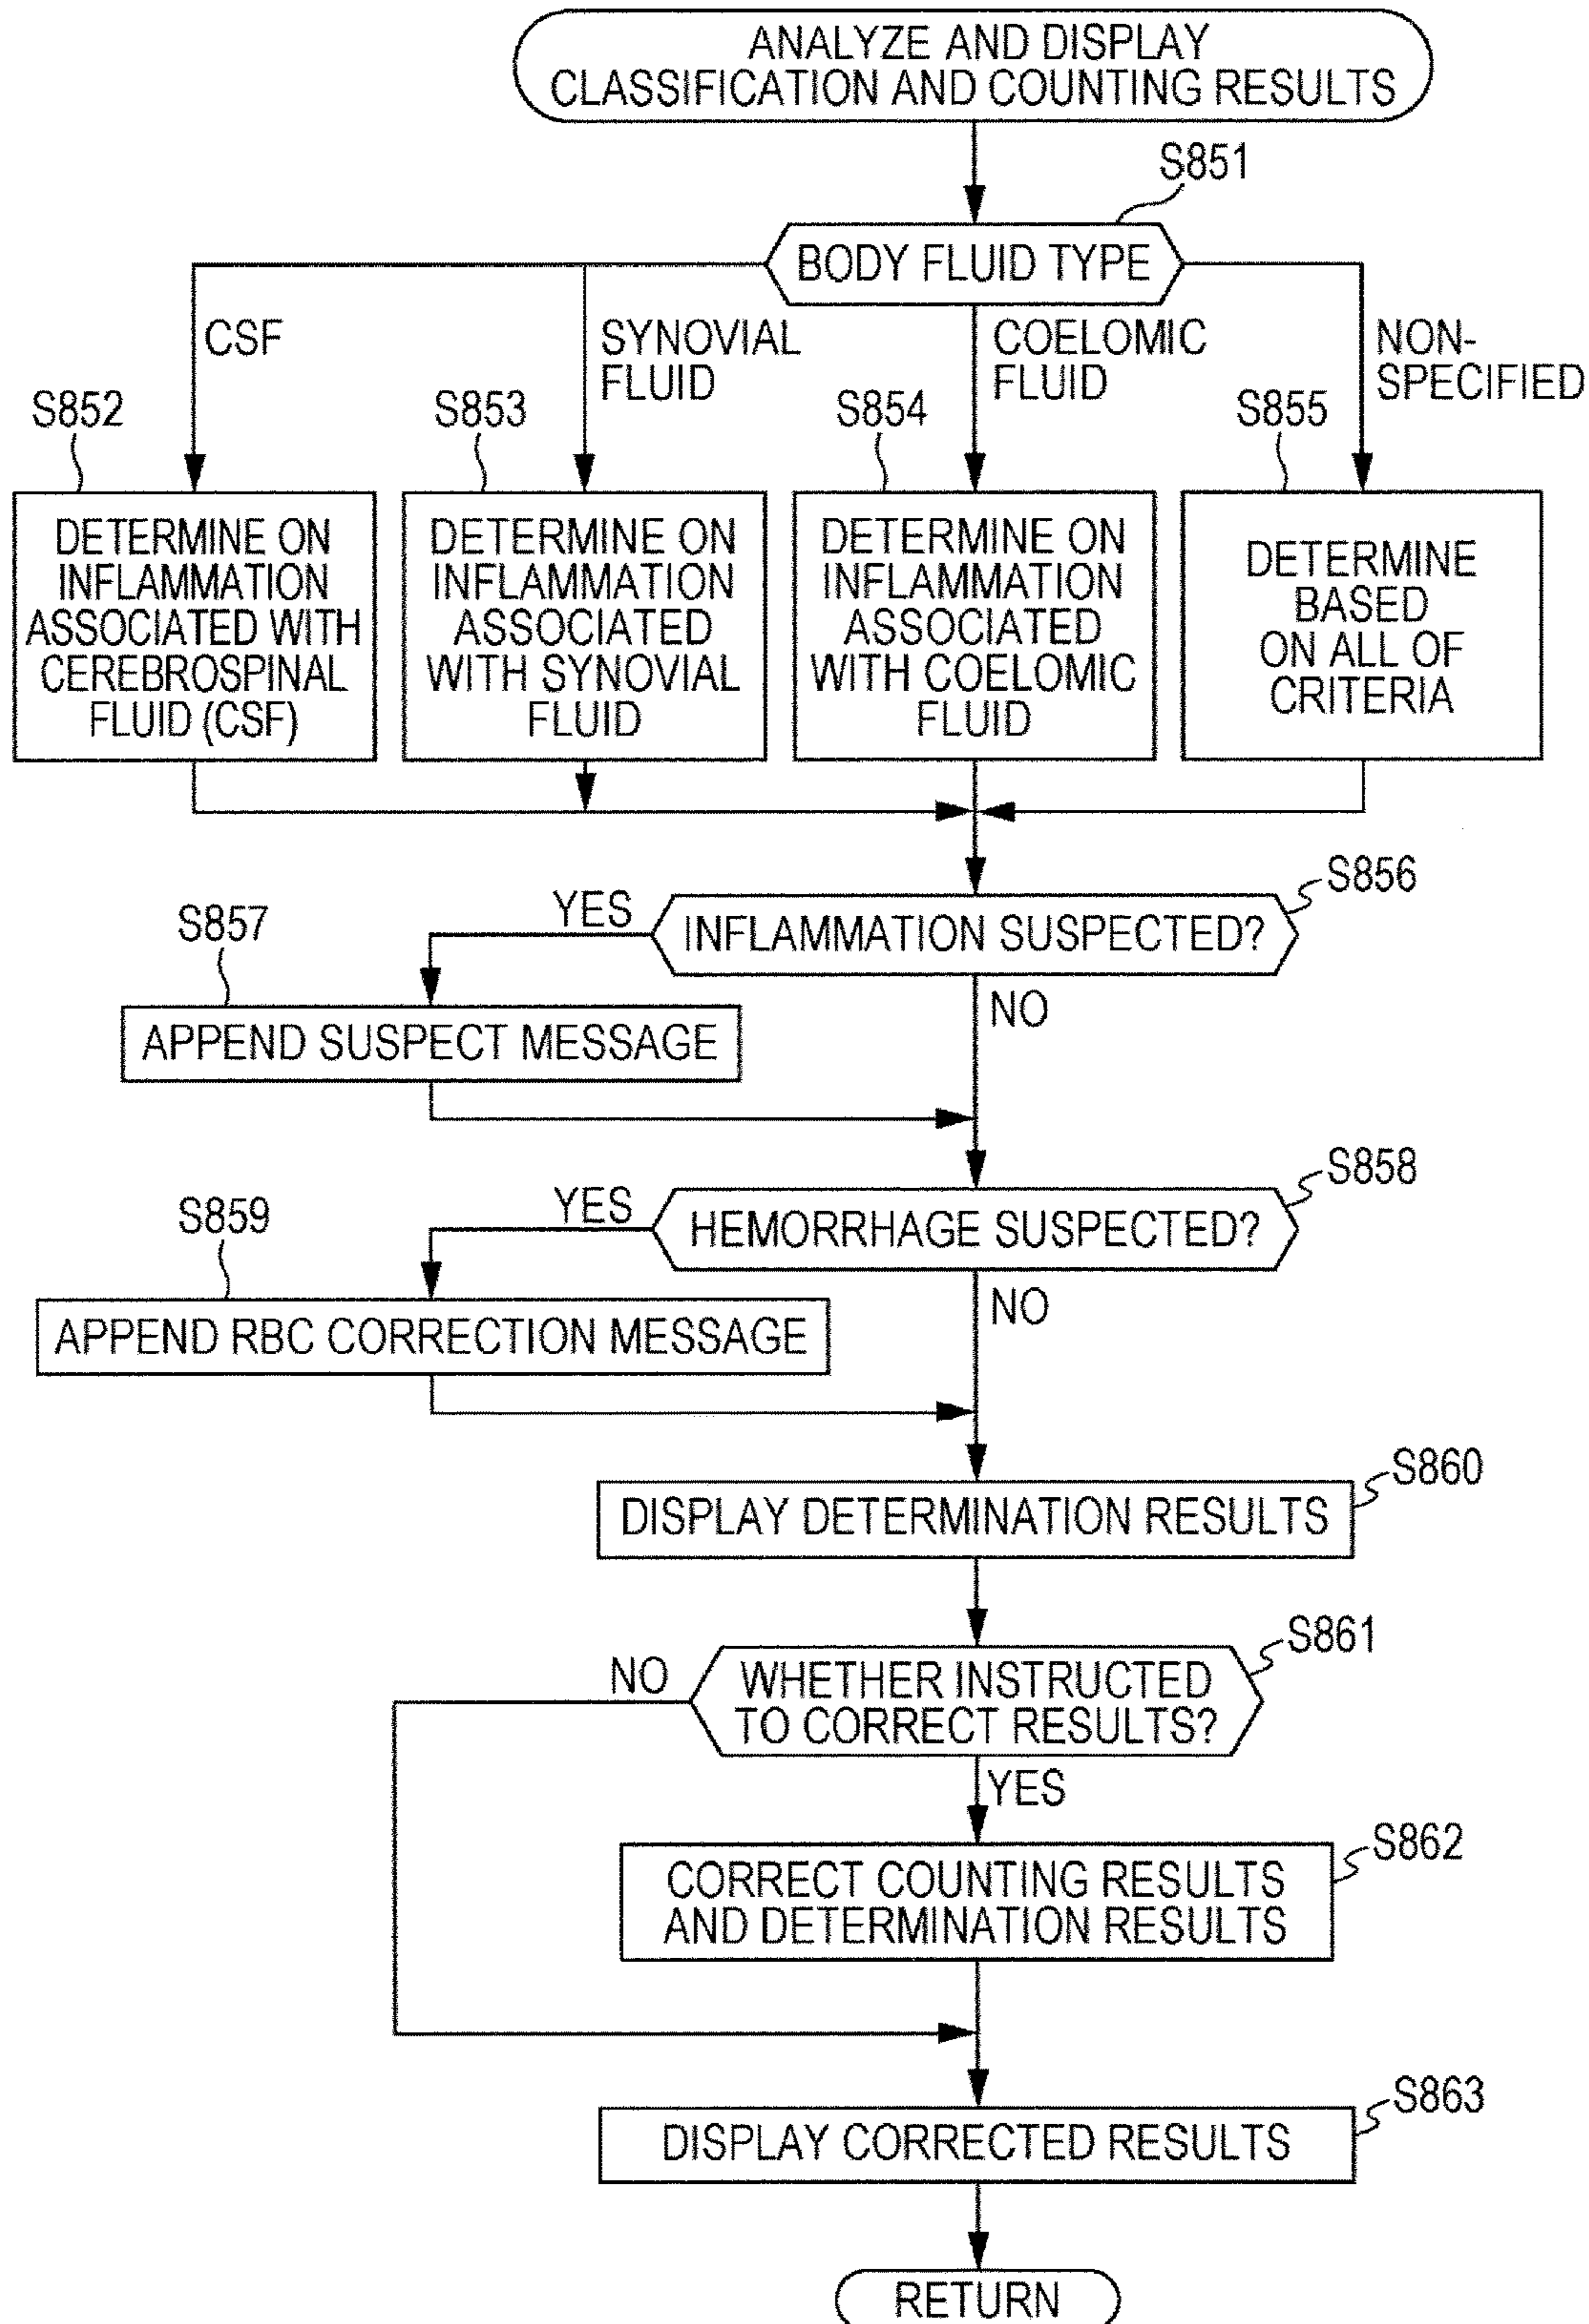 ANALYZE AND DISPLAY
CLASSIFICATION AND COUNTING RESULTS
S851
BODY FLUID TYPE
CSF
SYNOVIAL
FLUID
COELOMIC
FLUID
NON-
SPECIFIED
S852
S853
S854
S855
DETERMINE ON
INFLAMMATION
ASSOCIATED WITH
CEREBROSPINAL
FLUID (CSF)
DETERMINE ON
INFLAMMATION
ASSOCIATED
WITH SYNOVIAL
FLUID
DETERMINE ON
INFLAMMATION
ASSOCIATED
WITH COELOMIC
FLUID
DETERMINE
BASED
ON ALL OF
CRITERIA
S856
YES
INFLAMMATION SUSPECTED?
S857
NO
APPEND SUSPECT MESSAGE
S858
YES
HEMORRHAGE SUSPECTED?
S859
NO
APPEND RBC CORRECTION MESSAGE
S860
DISPLAY DETERMINATION RESULTS
S861
NO
WHETHER INSTRUCTED
TO CORRECT RESULTS?
YES
S862
CORRECT COUNTING RESULTS
AND DETERMINATION RESULTS
S863
DISPLAY CORRECTED RESULTS
RETURN